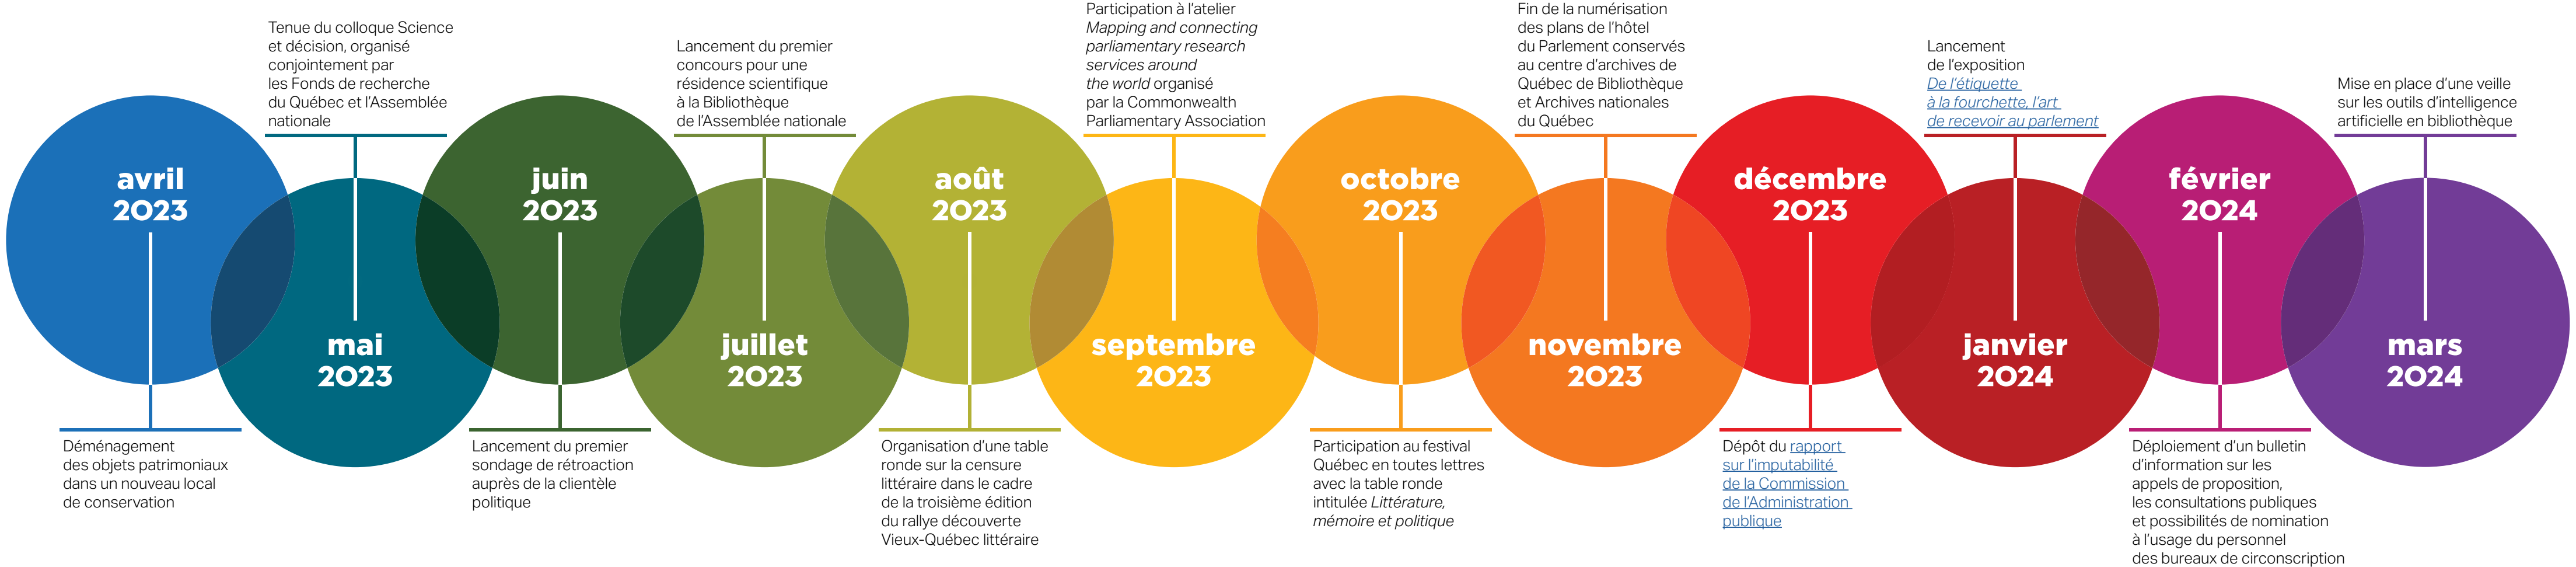 avril
2023
Déménagement
des objets patrimoniaux
dans un nouveau local
de conservation
Tenue du colloque Science
et décision, organisé
conjointement par
les Fonds de recherche
du Québec et l’Assemblée
nationale
mai
2023
juin
2023
Lancement du premier
sondage de rétroaction
auprès de la clientèle
politique
Lancement du premier
concours pour une
résidence scientifique
à la Bibliothèque
de l’Assemblée nationale
juillet
2023
août
2023
Organisation d’une table
ronde sur la censure
littéraire dans le cadre
de la troisième édition
du rallye découverte
Vieux-Québec littéraire
Participation à l’atelier
Mapping and connecting
parliamentary research
services around
the world organisé
par la Commonwealth
Parliamentary Association
septembre
2023
octobre
2023
Participation au festival
Québec en toutes lettres
avec la table ronde
intitulée Littérature,
mémoire et politique
Fin de la numérisation
des plans de l’hôtel
du Parlement conservés
au centre d’archives de
Québec de Bibliothèque
et Archives nationales
du Québec
novembre
2023
décembre
2023
Dépôt du rapport
sur l’imputabilité
de la Commission
de l’Administration
publique
Lancement
de l’exposition
De l’étiquette
à la fourchette, l’art
de recevoir au parlement
janvier
2024
février
2024
Déploiement d’un bulletin
d’information sur les
appels de proposition,
les consultations publiques
et possibilités de nomination
à l’usage du personnel
des bureaux de circonscription
Mise en place d’une veille
sur les outils d’intelligence
artificielle en bibliothèque
mars
2024